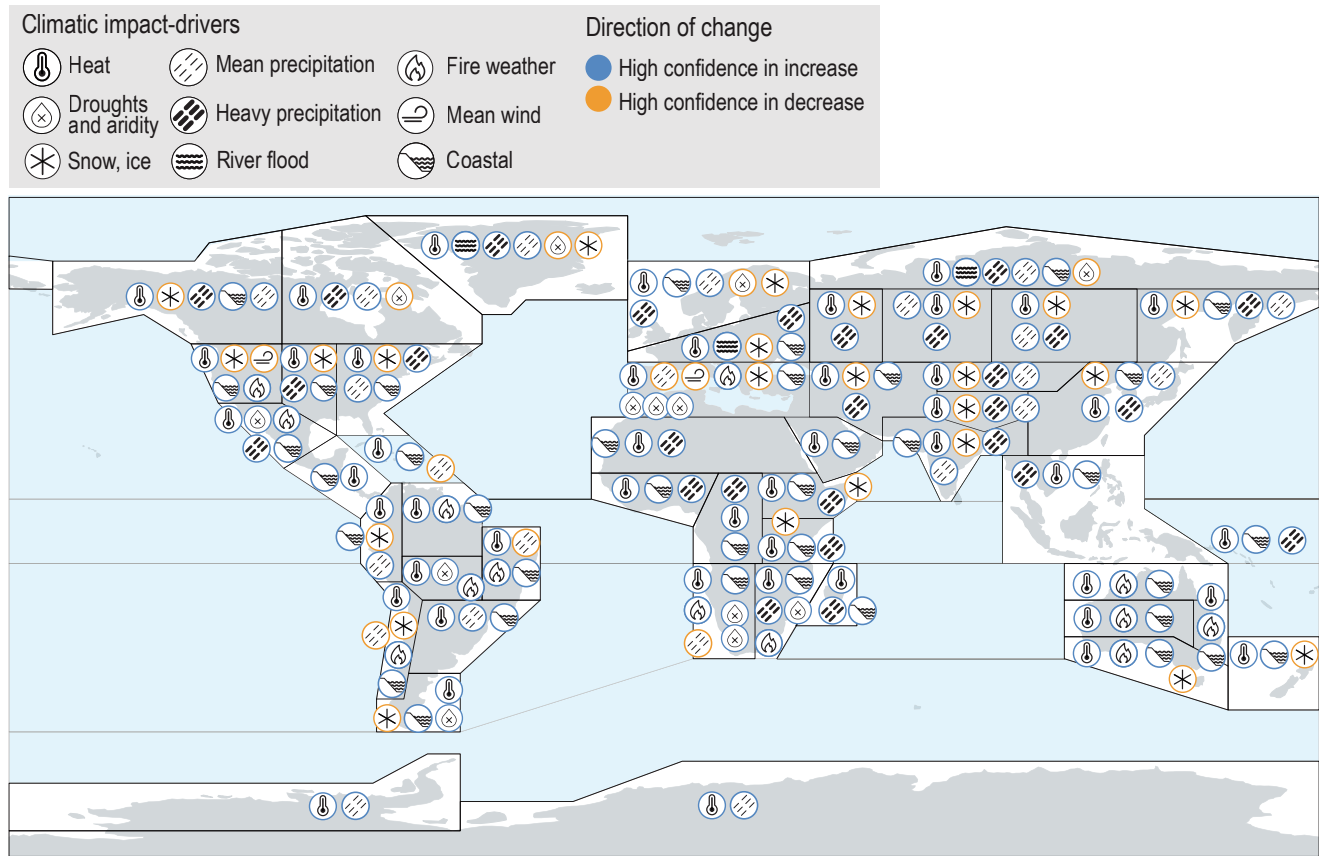 Climatic impact-drivers
Heat
Mean precipitation
Fire weather
Droughts
and aridity
Heavy precipitation
Mean wind
Snow, ice
River flood
Coastal
Direction of change
High confidence in increase
High confidence in decrease